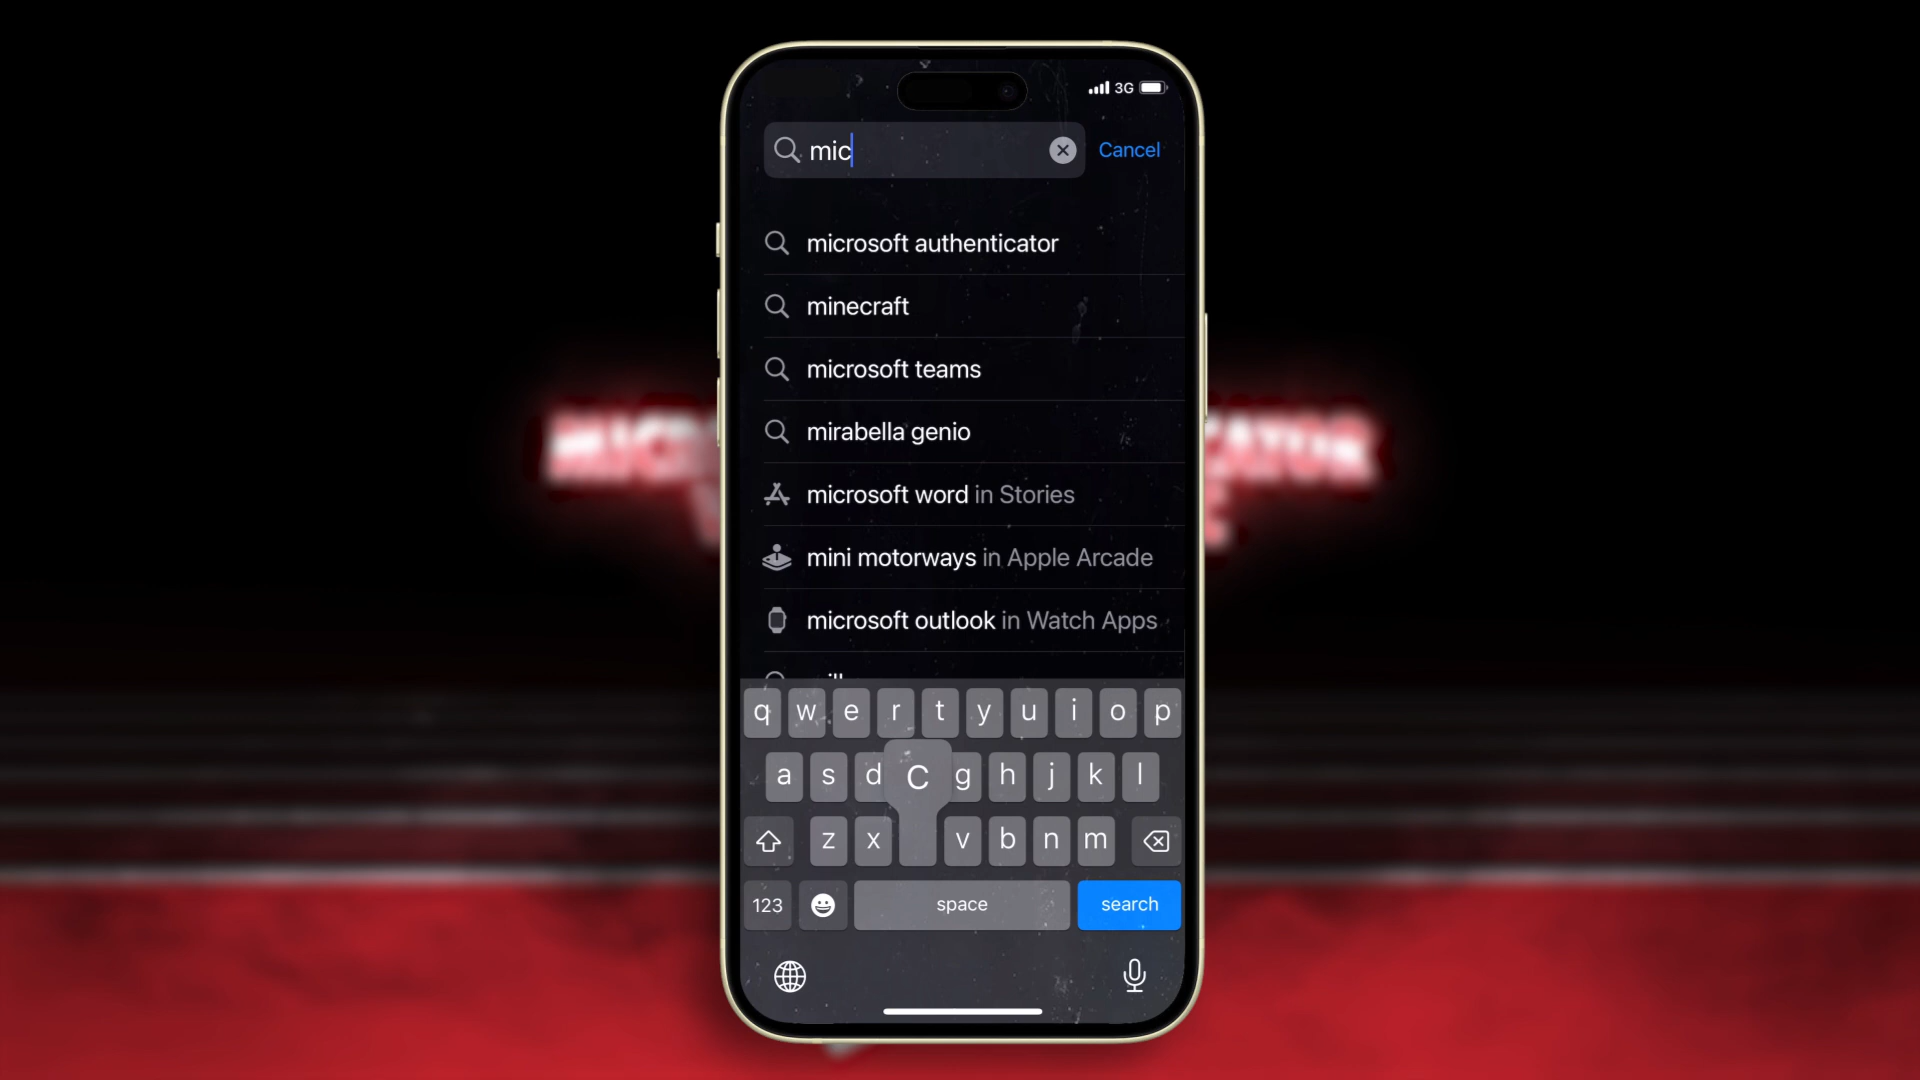 3G
mic
Cancel
microsoft authenticator
minecraft
microsoft teams
mirabella genio
microsoft word in Stories
mini motorways in Apple Arcade
microsoft outlook in Watch Apps
q w e r t y u i o p
a s d C g h j k l
z x v b n m
123 space search